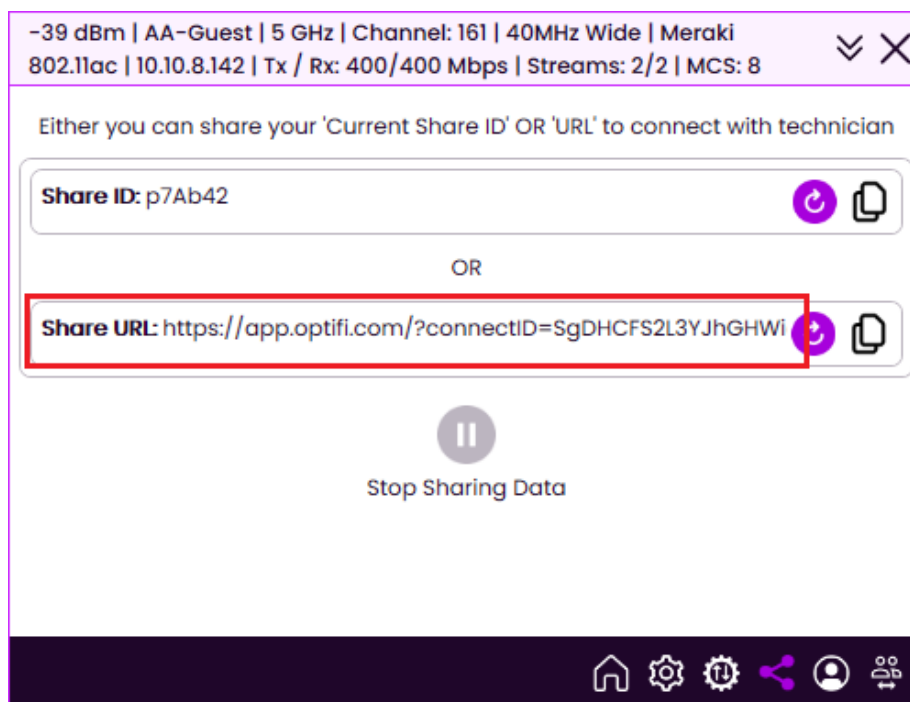 -39 dBm | AA-Guest | 5 GHz | Channel: 161 | 40MHz Wide | Meraki
802.11ac | 10.10.8.142 | Tx / Rx: 400/400 Mbps | Streams: 2/2 | MCS: 8
Either you can share your 'Current Share ID' OR 'URL' to connect with technician
Share ID: p7Ab42
OR
Share URL: https://app.optifi.com/?connectID=SgDHCFS2L3YJhGHWi
Stop Sharing Data